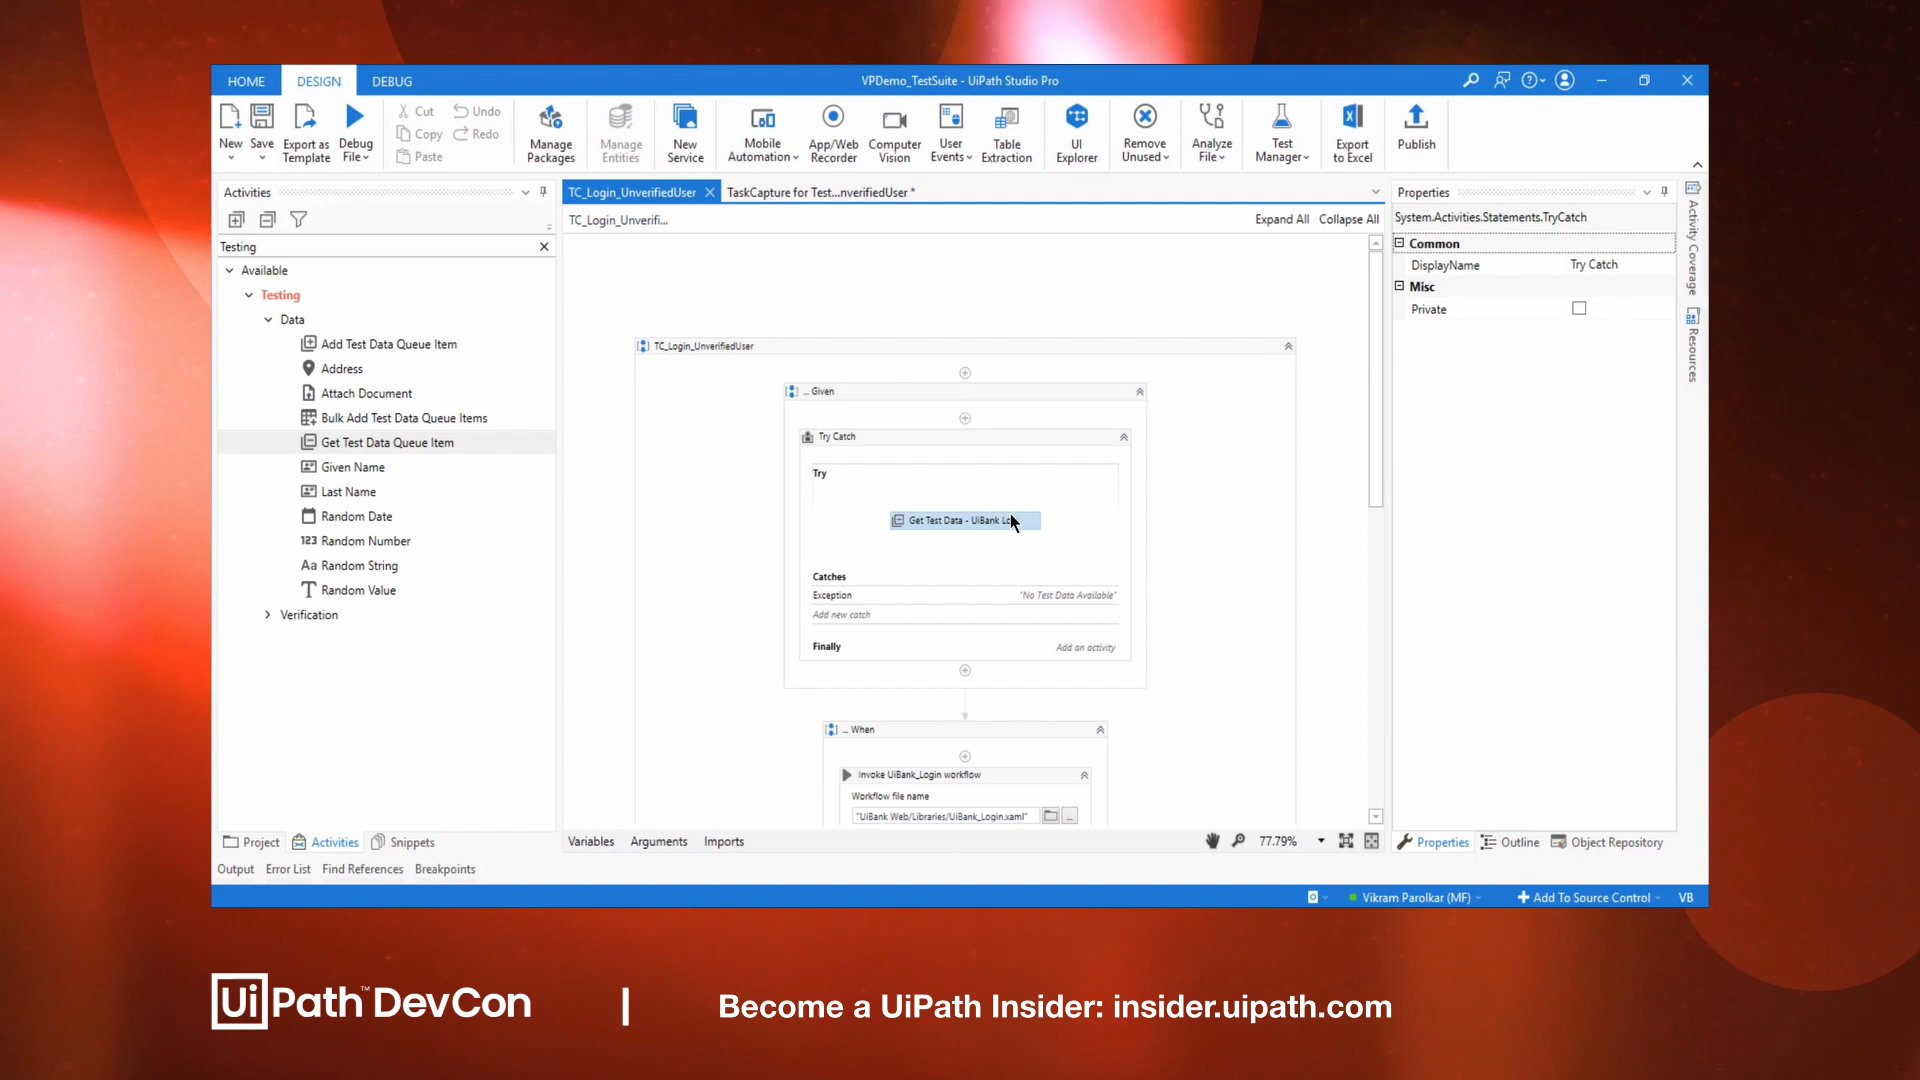 HOME DESIGN DEBUG
VPDemo_TestSuite - UiPath Studio Pro
New
Save
Export as
Template
Debug
File
Cut
Copy
Paste
Undo
Redo
Manage
Packages
Manage
Entities
New
Service
Mobile
Automation
App/Web
Recorder
Computer
Vision
User
Events
Table
Extraction
UI
Explorer
Remove
Unused
Analyze
File
Test
Manager
Export
to Excel
Publish
Activities
Testing
Available
Testing
Data
Add Test Data Queue Item
Address
Attach Document
Bulk Add Test Data Queue Items
Get Test Data Queue Item
Given Name
Last Name
Random Date
123 Random Number
Aa Random String
Random Value
Verification
Project Activities Snippets
TC_Login_UnverifiedUser
TaskCapture for Test...nverifiedUser *
TC_Login_Unverifi...
Expand All Collapse All
TC_Login_UnverifiedUser
... Given
Try Catch
Try
Get Test Data - UiBank Lo
Catches
Exception "No Test Data Available"
Add new catch
Finally Add an activity
... When
Invoke UiBank_Login workflow
Workflow file name
"UiBank Web/Libraries/UiBank_Login.xaml"
...
Variables Arguments Imports
77.79%
Properties
System.Activities.Statements.TryCatch
Common
DisplayName Try Catch
Misc
Private
Activity Coverage
Resources
Properties Outline Object Repository
Output Error List Find References Breakpoints
Vikram Parolkar (MF)
Add To Source Control
VB
UiPath™ DevCon | Become a UiPath Insider: insider.uipath.com